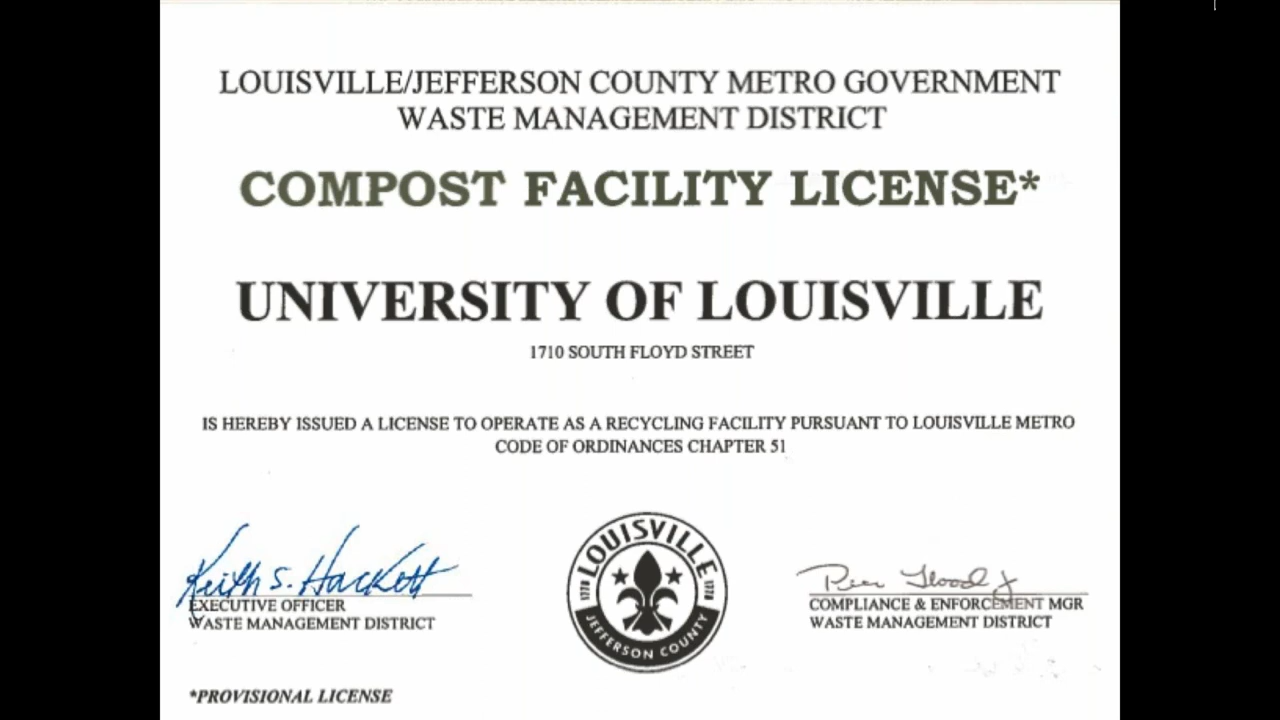 LOUISVILLE/JEFFERSON COUNTY METRO GOVERNMENT
WASTE MANAGEMENT DISTRICT
COMPOST FACILITY LICENSE*
UNIVERSITY OF LOUISVILLE
1710 SOUTH FLOYD STREET
IS HEREBY ISSUED A LICENSE TO OPERATE AS A RECYCLING FACILITY PURSUANT TO LOUISVILLE METRO
CODE OF ORDINANCES CHAPTER 51
Keith S. Hackett
EXECUTIVE OFFICER
WASTE MANAGEMENT DISTRICT
LOUISVILLE
1778 1778
JEFFERSON COUNTY
COMPLIANCE & ENFORCEMENT MGR
WASTE MANAGEMENT DISTRICT
*PROVISIONAL LICENSE